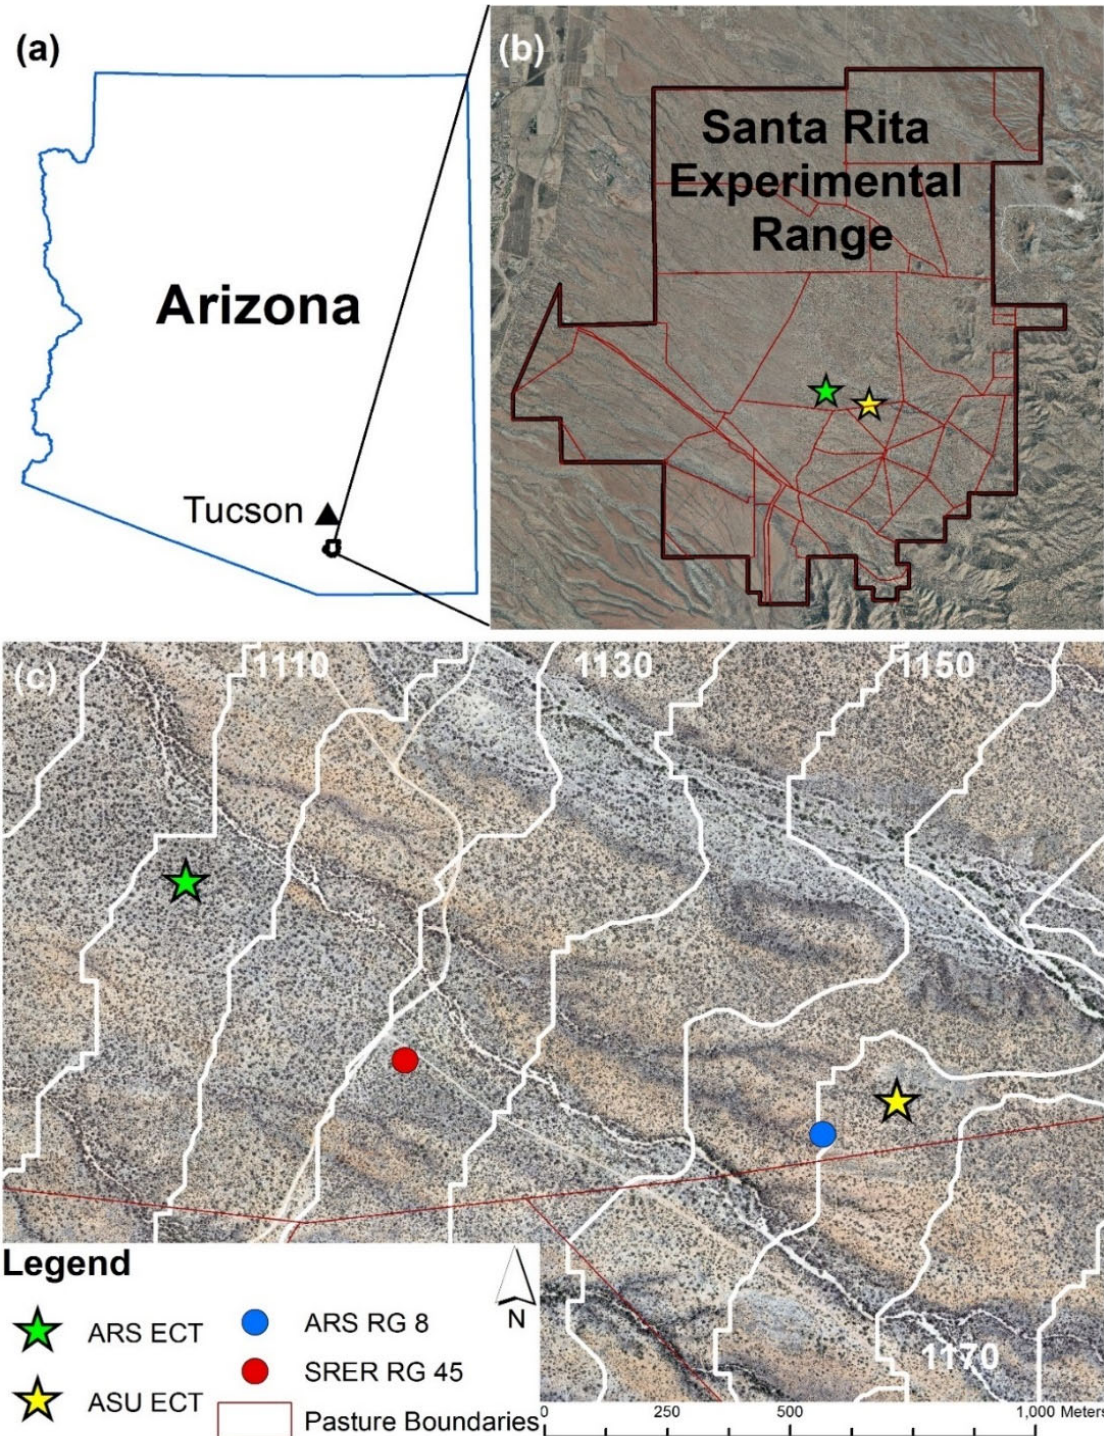 (a)
Arizona
Tucson
(b)
Santa Rita
Experimental
Range
(c)
1110
1130
1150
1170
Legend
ARS ECT
ASU ECT
ARS RG 8
SRER RG 45
Pasture Boundaries
N
0
250
500
1,000 Meters